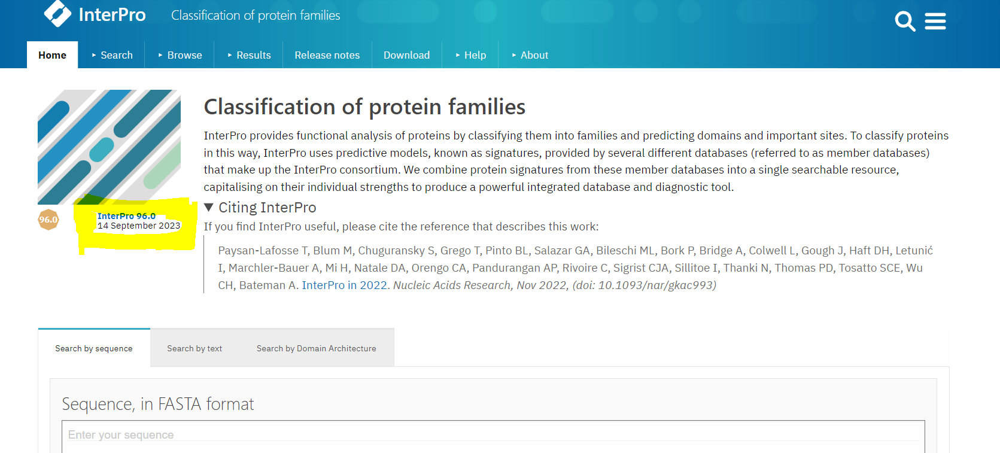 InterPro
Classification of protein families
Home
Search
Browse
Results
Release notes
Download
Help
About
Classification of protein families
InterPro provides functional analysis of proteins by classifying them into families and predicting domains and important sites. To classify proteins
in this way, InterPro uses predictive models, known as signatures, provided by several different databases (referred to as member databases)
that make up the InterPro consortium. We combine protein signatures from these member databases into a single searchable resource,
capitalising on their individual strengths to produce a powerful integrated database and diagnostic tool.
96.0
InterPro 96.0
14 September 2023
▼ Citing InterPro
If you find InterPro useful, please cite the reference that describes this work:
Paysan-Lafosse T, Blum M, Chuguransky S, Grego T, Pinto BL, Salazar GA, Bileschi ML, Bork P, Bridge A, Colwell L, Gough J, Haft DH, Letunić
I, Marchler-Bauer A, Mi H, Natale DA, Orengo CA, Pandurangan AP, Rivoire C, Sigrist CJA, Sillitoe I, Thanki N, Thomas PD, Tosatto SCE, Wu
CH, Bateman A. InterPro in 2022. Nucleic Acids Research, Nov 2022, (doi: 10.1093/nar/gkac993)
Search by sequence
Search by text
Search by Domain Architecture
Sequence, in FASTA format
Enter your sequence